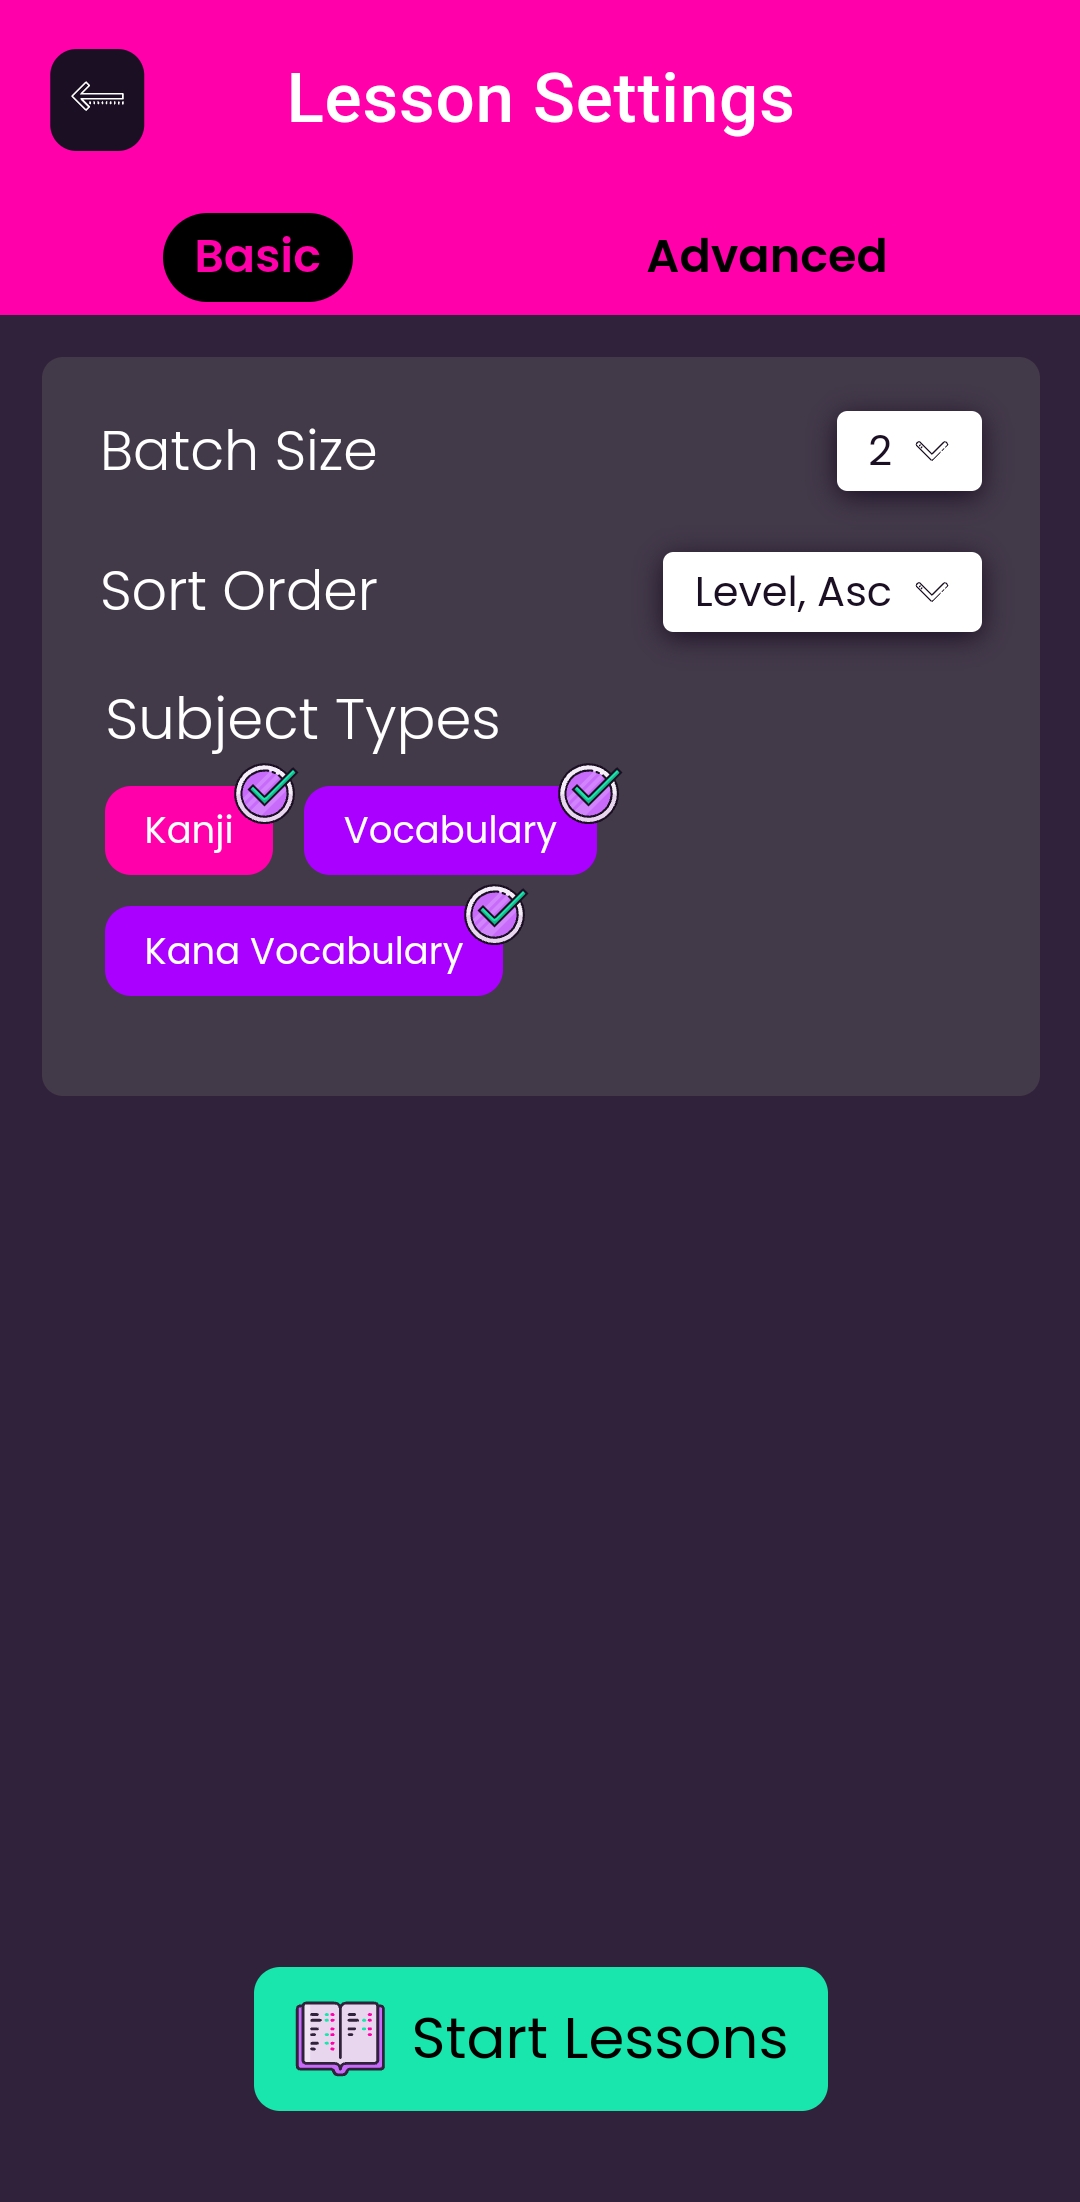 Lesson Settings
Basic Advanced
Batch Size 2
Sort Order Level, Asc
Subject Types
Kanji Vocabulary
Kana Vocabulary
Start Lessons